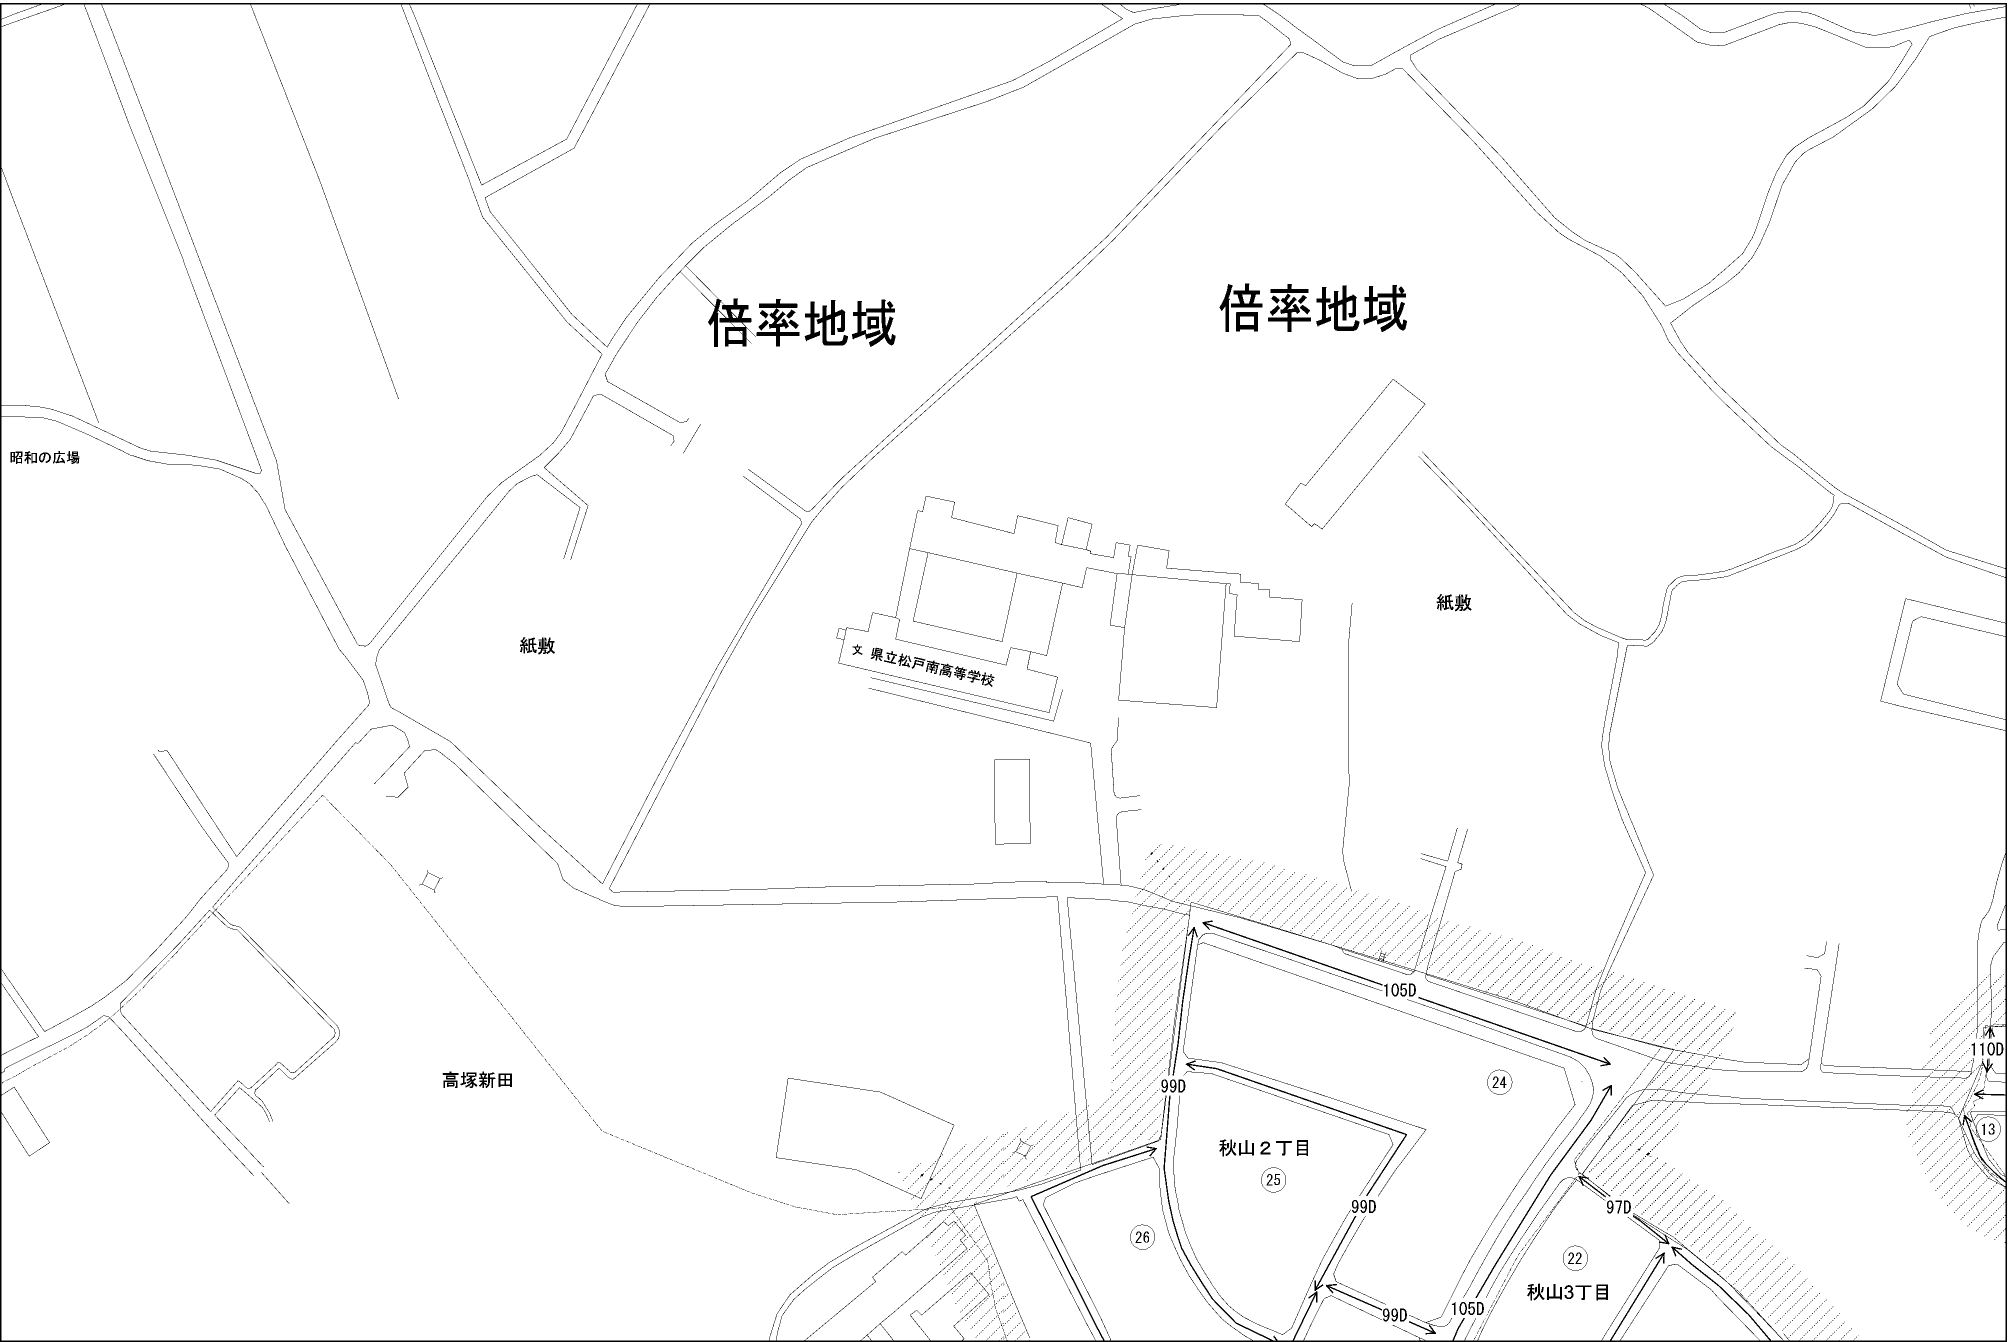 倍率地域
倍率地域
昭和の広場
紙敷
紙敷
文 県立松戸南高等学校
105D
110D
高塚新田
24
99D
13
秋山２丁目
25
99D
97D
26
22
秋山3丁目
99D
105D